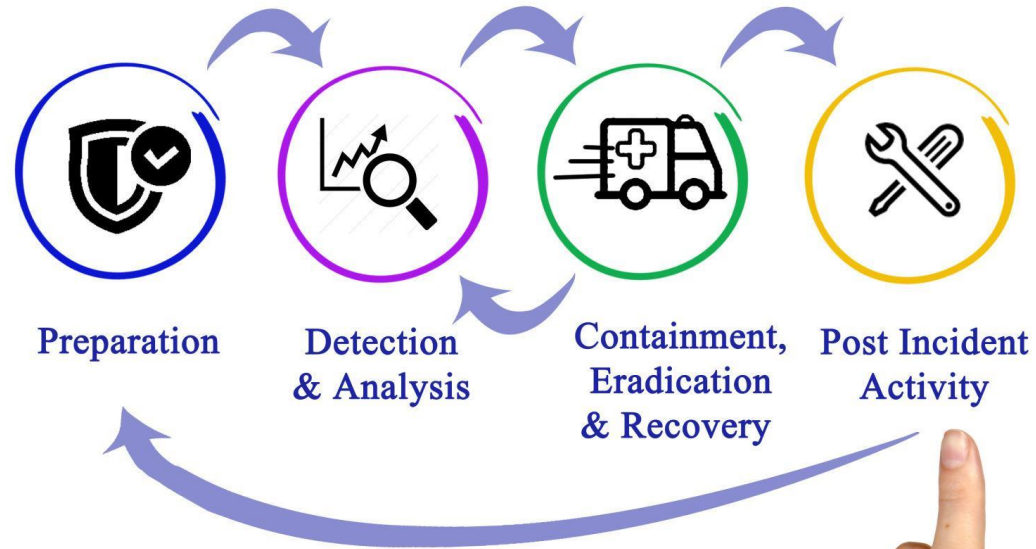 Preparation
Detection
& Analysis
Containment,
Eradication
& Recovery
Post Incident
Activity